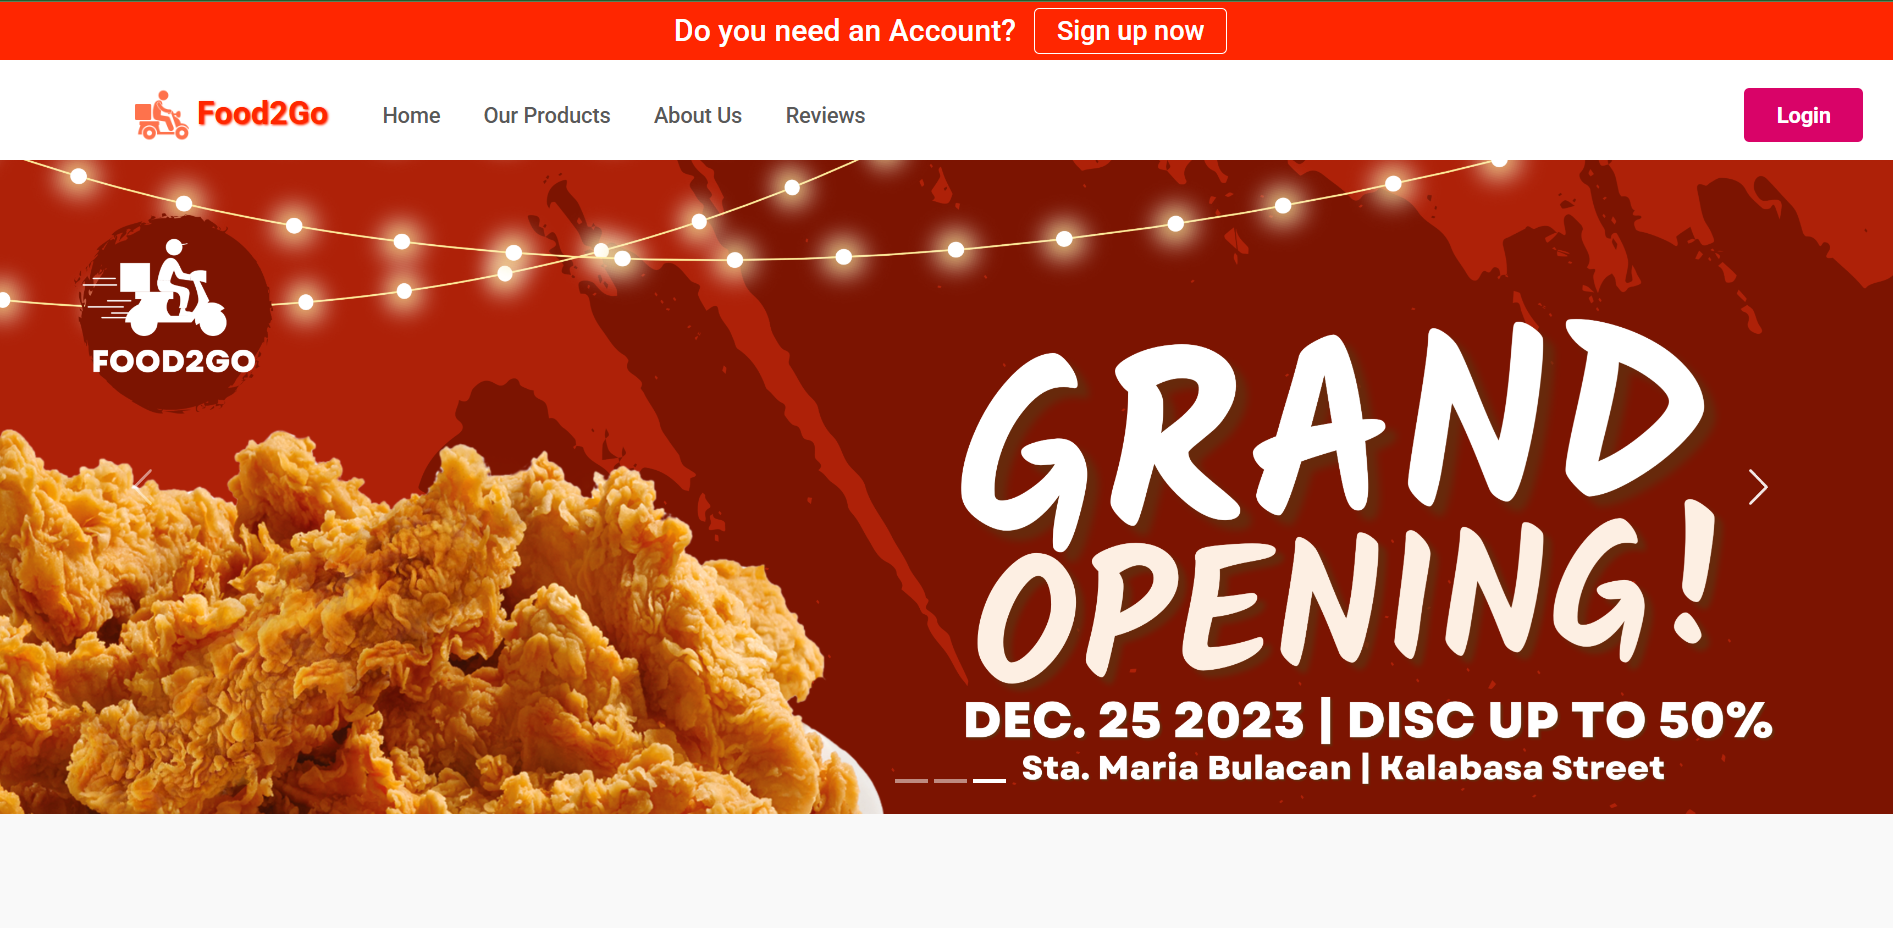 Do you need an Account? Sign up now
Food2Go Home Our Products About Us Reviews Login
FOOD2GO
GRAND
OPENING!
DEC. 25 2023 | DISC UP TO 50%
Sta. Maria Bulacan | Kalabasa Street